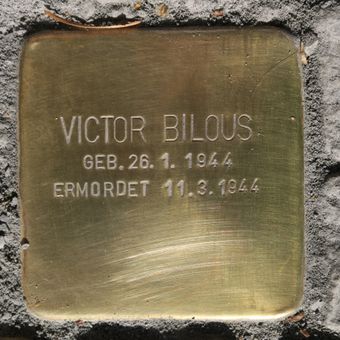 VICTOR BILOUS
GEB. 26. 1. 1944
ERMORDET 11. 3. 1944